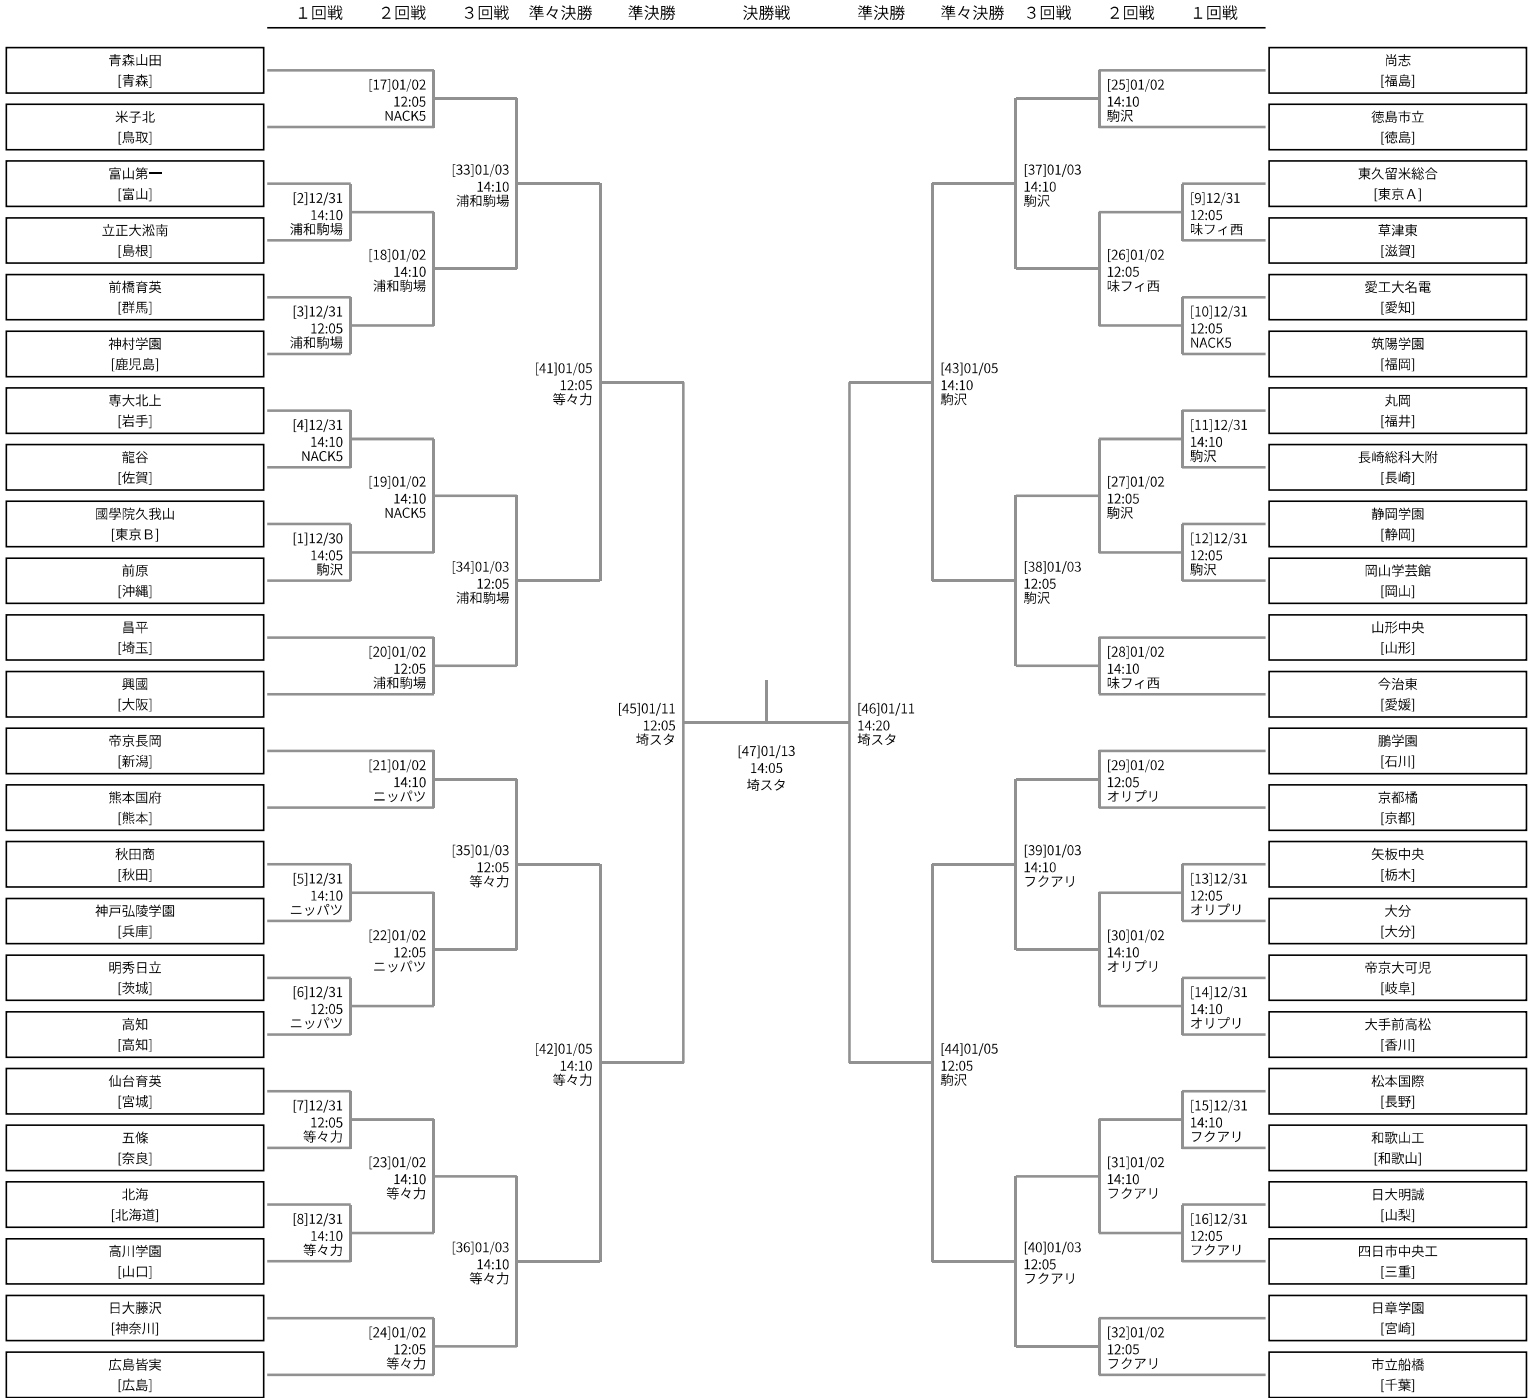 １回戦 ２回戦 ３回戦 準々決勝 準決勝 決勝戦 準決勝 準々決勝 ３回戦 ２回戦 １回戦
青森山田
[青森]
米子北
[鳥取]
富山第一
[富山]
立正大淞南
[島根]
前橋育英
[群馬]
神村学園
[鹿児島]
専大北上
[岩手]
龍谷
[佐賀]
國學院久我山
[東京Ｂ]
前原
[沖縄]
昌平
[埼玉]
興國
[大阪]
帝京長岡
[新潟]
熊本国府
[熊本]
秋田商
[秋田]
神戸弘陵学園
[兵庫]
明秀日立
[茨城]
高知
[高知]
仙台育英
[宮城]
五條
[奈良]
北海
[北海道]
高川学園
[山口]
日大藤沢
[神奈川]
広島皆実
[広島]
[2]12/31
14:10
浦和駒場
[3]12/31
12:05
浦和駒場
[4]12/31
14:10
NACK5
[1]12/30
14:05
駒沢
[5]12/31
14:10
ニッパツ
[6]12/31
12:05
ニッパツ
[7]12/31
12:05
等々力
[8]12/31
14:10
等々力
[17]01/02
12:05
NACK5
[18]01/02
14:10
浦和駒場
[19]01/02
14:10
NACK5
[20]01/02
12:05
浦和駒場
[21]01/02
14:10
ニッパツ
[22]01/02
12:05
ニッパツ
[23]01/02
14:10
等々力
[24]01/02
12:05
等々力
[33]01/03
14:10
浦和駒場
[34]01/03
12:05
浦和駒場
[35]01/03
12:05
等々力
[36]01/03
14:10
等々力
[41]01/05
12:05
等々力
[42]01/05
14:10
等々力
[45]01/11
12:05
埼スタ
[47]01/13
14:05
埼スタ
[46]01/11
14:20
埼スタ
[43]01/05
14:10
駒沢
[44]01/05
12:05
駒沢
[37]01/03
14:10
駒沢
[38]01/03
12:05
駒沢
[39]01/03
14:10
フクアリ
[40]01/03
12:05
フクアリ
[25]01/02
14:10
駒沢
[26]01/02
12:05
味フィ西
[27]01/02
12:05
駒沢
[28]01/02
14:10
味フィ西
[29]01/02
12:05
オリプリ
[30]01/02
14:10
オリプリ
[31]01/02
14:10
フクアリ
[32]01/02
12:05
フクアリ
[9]12/31
12:05
味フィ西
[10]12/31
12:05
NACK5
[11]12/31
14:10
駒沢
[12]12/31
12:05
駒沢
[13]12/31
12:05
オリプリ
[14]12/31
14:10
オリプリ
[15]12/31
14:10
フクアリ
[16]12/31
12:05
フクアリ
尚志
[福島]
徳島市立
[徳島]
東久留米総合
[東京Ａ]
草津東
[滋賀]
愛工大名電
[愛知]
筑陽学園
[福岡]
丸岡
[福井]
長崎総科大附
[長崎]
静岡学園
[静岡]
岡山学芸館
[岡山]
山形中央
[山形]
今治東
[愛媛]
鵬学園
[石川]
京都橘
[京都]
矢板中央
[栃木]
大分
[大分]
帝京大可児
[岐阜]
大手前高松
[香川]
松本国際
[長野]
和歌山工
[和歌山]
日大明誠
[山梨]
四日市中央工
[三重]
日章学園
[宮崎]
市立船橋
[千葉]